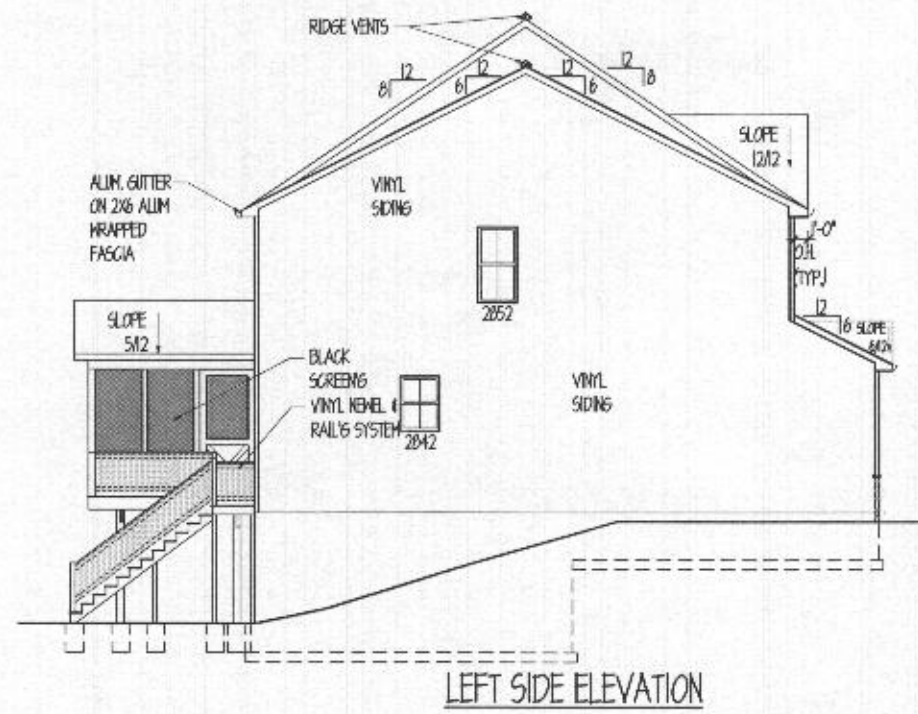 RIDGE VENTS
12
8
12
6
12
6
12
8
SLOPE
12/12
ALUM. GUTTER
ON 2X6 ALUM
WRAPPED
FASCIA
VINYL
SIDING
1'-0"
O.H.
(TYP.)
2852
12
6
SLOPE
6/12
SLOPE
5/12
BLACK
SCREENS
VINYL NEWEL &
RAIL'G SYSTEM
2842
VINYL
SIDING
LEFT SIDE ELEVATION